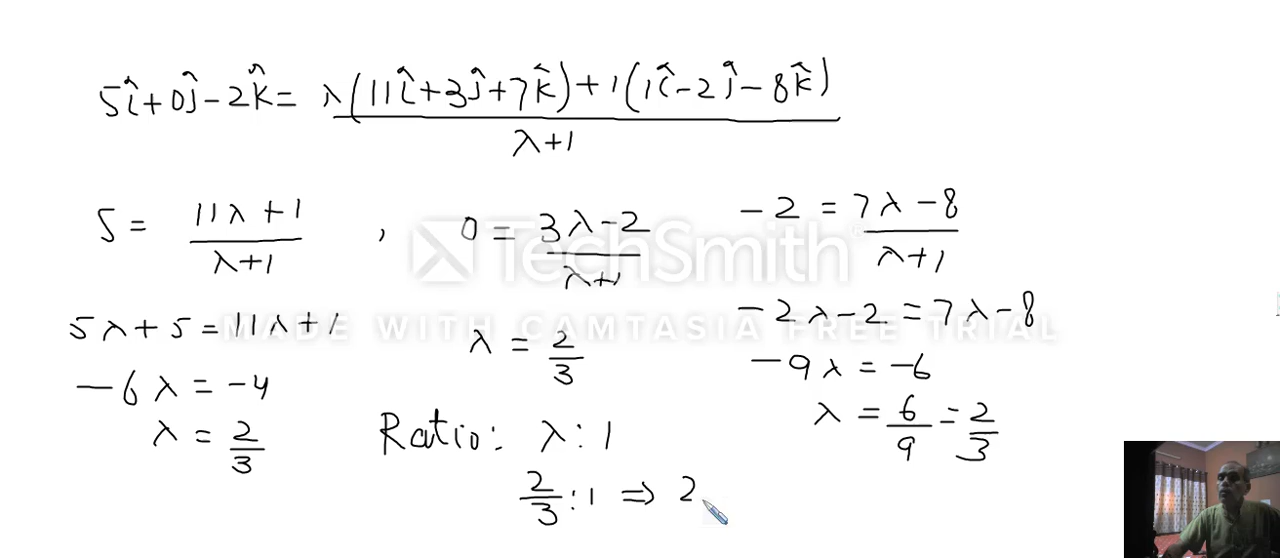 5î+0ĵ-2k̂= λ(11î+3ĵ+7k̂)+1(1î-2ĵ-8k̂)
λ+1
5 = 11λ+1 , 0 = 3λ-2 -2 = 7λ-8
λ+1 λ+1 λ+1
TechSmith®
MADE WITH CAMTASIA FREE TRIAL
5λ+5=11λ+1 λ = 2/3 -2λ-2=7λ-8
-6λ=-4 -9λ=-6
λ = 2/3 Ratio: λ:1 λ = 6/9 = 2/3
2/3 : 1 ⇒ 2